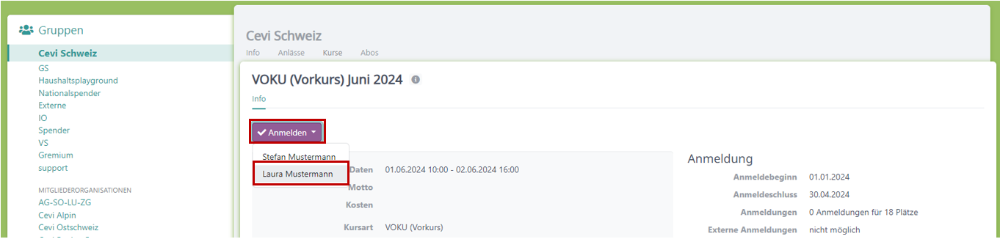 Gruppen
Cevi Schweiz
GS
Haushaltsplayground
Nationalspender
Externe
IO
Spender
VS
Gremium
support
MITGLIEDERORGANISATIONEN
AG-SO-LU-ZG
Cevi Alpin
Cevi Ostschweiz
Cevi Schweiz
Info Anlässe Kurse Abos
VOKU (Vorkurs) Juni 2024
Info
Anmelden
Stefan Mustermann
Laura Mustermann
Daten 01.06.2024 10:00 - 02.06.2024 16:00
Motto
Kosten
Kursart VOKU (Vorkurs)
Anmeldung
Anmeldebeginn 01.01.2024
Anmeldeschluss 30.04.2024
Anmeldungen 0 Anmeldungen für 18 Plätze
Externe Anmeldungen nicht möglich